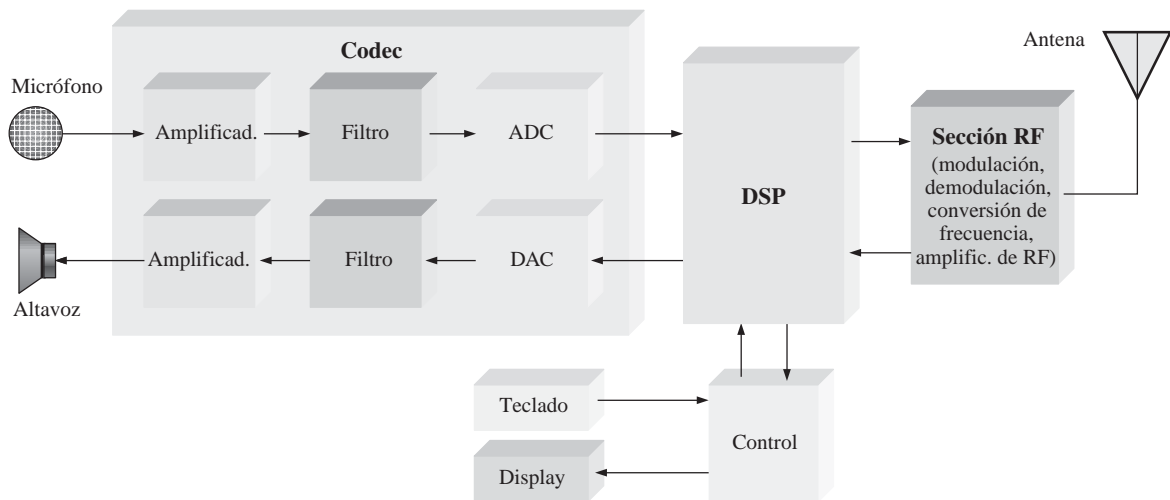 Codec
Antena
Micrófono
Amplificad.
Filtro
ADC
DSP
Sección RF
(modulación,
demodulación,
conversión de
frecuencia,
amplific. de RF)
Amplificad.
Filtro
DAC
Altavoz
Teclado
Control
Display